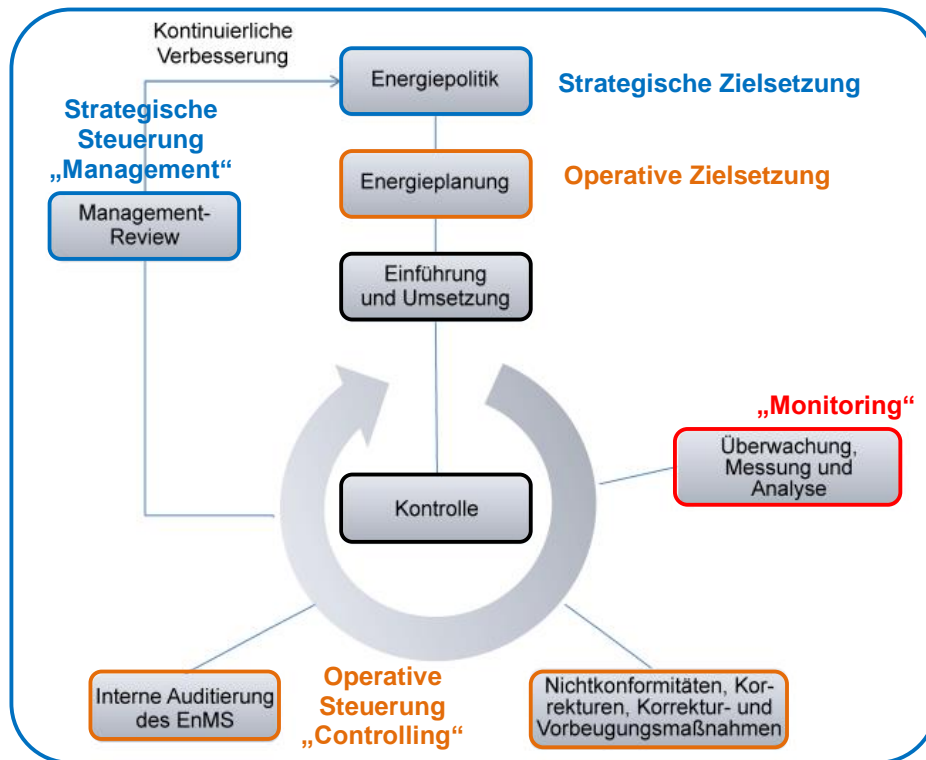 Kontinuierliche
Verbesserung
Energiepolitik
Strategische Zielsetzung
Strategische
Steuerung
„Management“
Energieplanung
Operative Zielsetzung
Management-
Review
Einführung
und Umsetzung
„Monitoring“
Überwachung,
Messung und
Analyse
Kontrolle
Interne Auditierung
des EnMS
Operative
Steuerung
„Controlling“
Nichtkonformitäten, Kor-
rekturen, Korrektur- und
Vorbeugungsmaßnahmen